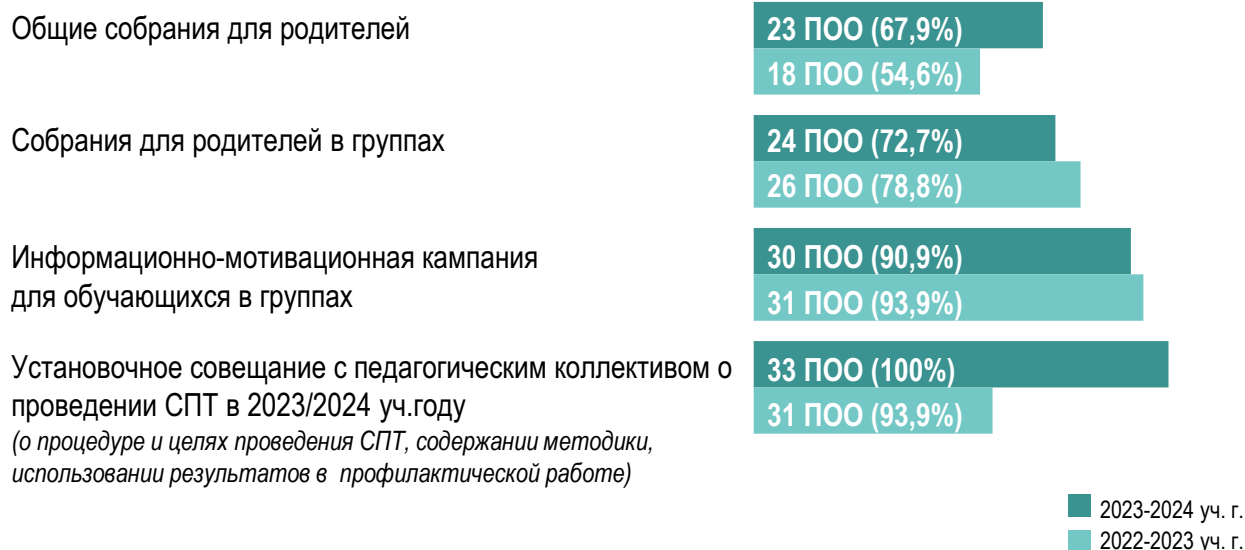 Общие собрания для родителей
23 ПОО (67,9%)
18 ПОО (54,6%)
Собрания для родителей в группах
24 ПОО (72,7%)
26 ПОО (78,8%)
Информационно-мотивационная кампания
для обучающихся в группах
30 ПОО (90,9%)
31 ПОО (93,9%)
Установочное совещание с педагогическим коллективом о
проведении СПТ в 2023/2024 уч.году
(о процедуре и целях проведения СПТ, содержании методики,
использовании результатов в профилактической работе)
33 ПОО (100%)
31 ПОО (93,9%)
2023-2024 уч. г.
2022-2023 уч. г.